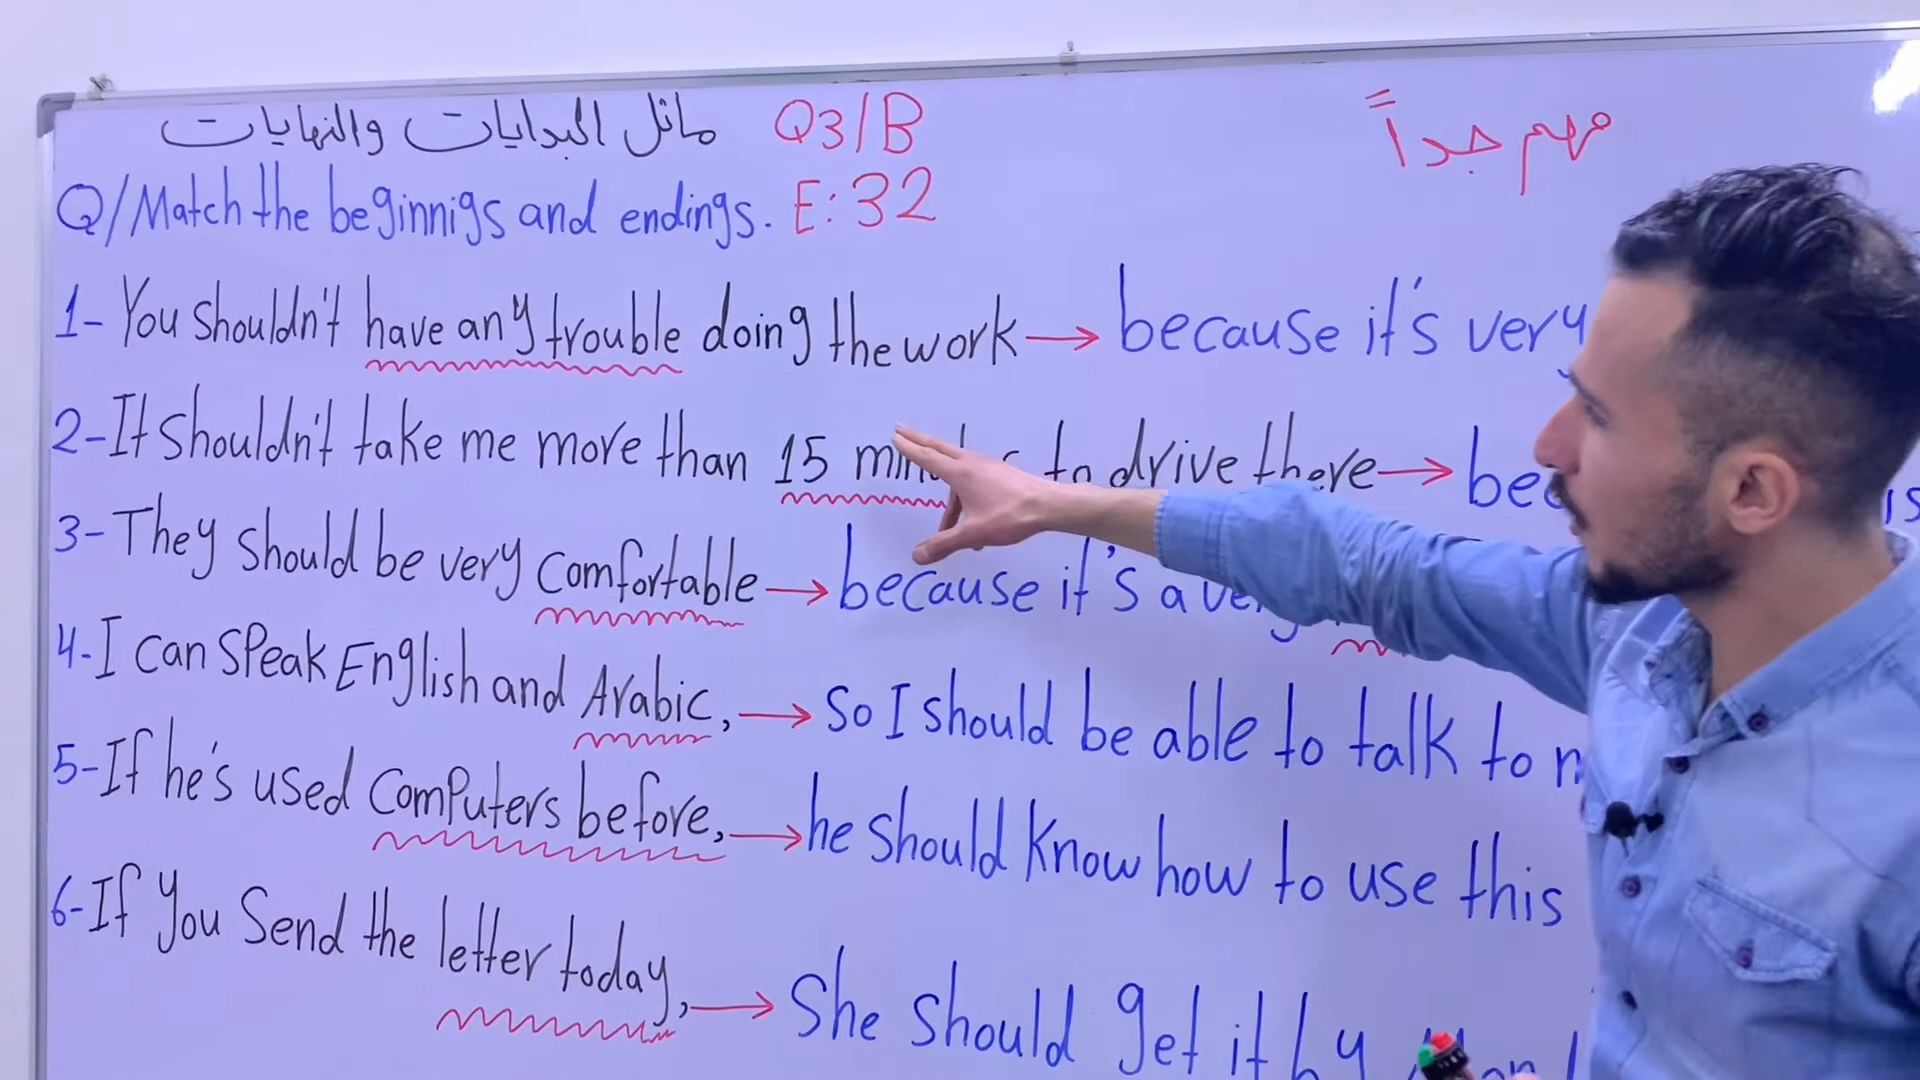 ماثل البدايات والنهايات Q3/B
مهم جداً
Q/Match the beginnigs and endings. E:32
1- You shouldn't have any trouble doing the work → because it's very
2- It shouldn't take me more than 15 to drive there →
3- They should be very comfortable → because it's a
4- I can speak English and Arabic, → so I should be able to talk to
5- If he's used computers before, → he should know how to use this
6- If you send the letter today, → She should get it by